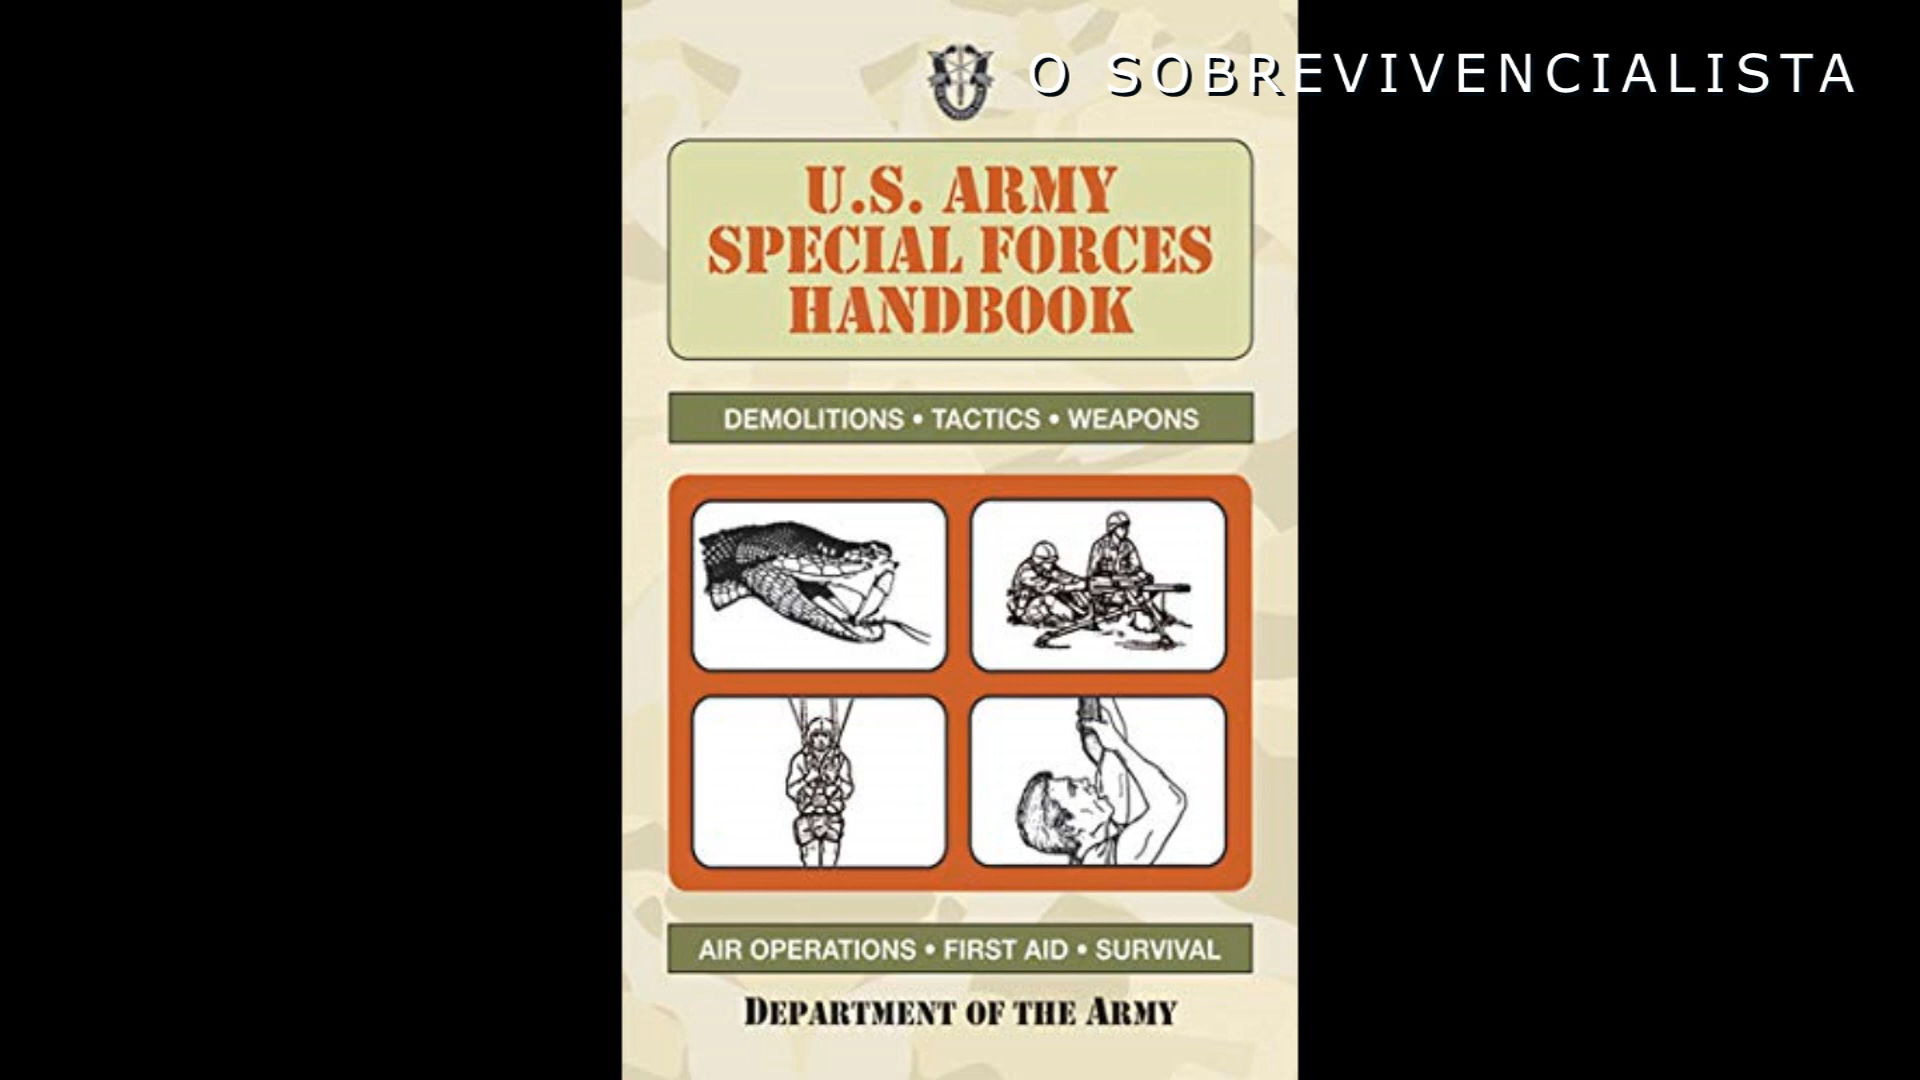 O SOBREVIVENCIALISTA
U.S. ARMY
SPECIAL FORCES
HANDBOOK
DEMOLITIONS • TACTICS • WEAPONS
AIR OPERATIONS • FIRST AID • SURVIVAL
DEPARTMENT OF THE ARMY